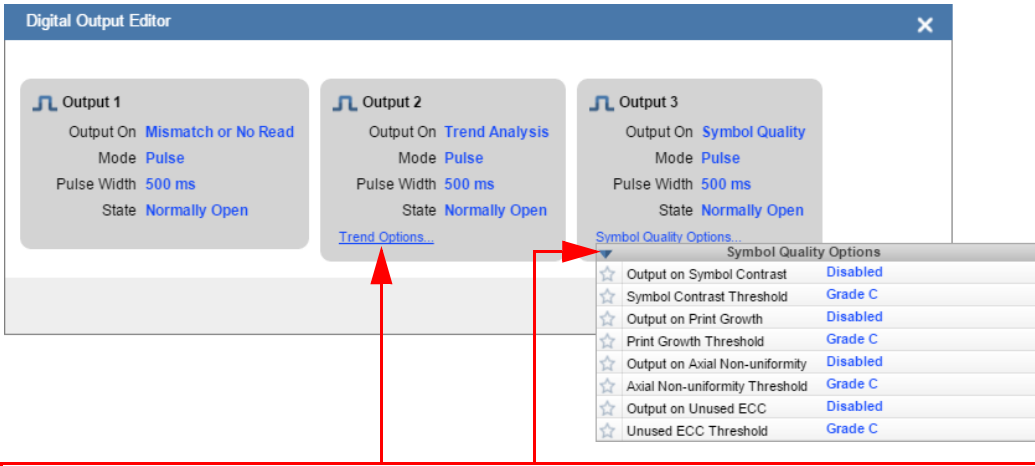 Digital Output Editor
Output 1
Output On Mismatch or No Read
Mode Pulse
Pulse Width 500 ms
State Normally Open
Output 2
Output On Trend Analysis
Mode Pulse
Pulse Width 500 ms
State Normally Open
Trend Options...
Output 3
Output On Symbol Quality
Mode Pulse
Pulse Width 500 ms
State Normally Open
Symbol Quality Options...
Symbol Quality Options
Output on Symbol Contrast Disabled
Symbol Contrast Threshold Grade C
Output on Print Growth Disabled
Print Growth Threshold Grade C
Output on Axial Non-uniformity Disabled
Axial Non-uniformity Threshold Grade C
Output on Unused ECC Disabled
Unused ECC Threshold Grade C